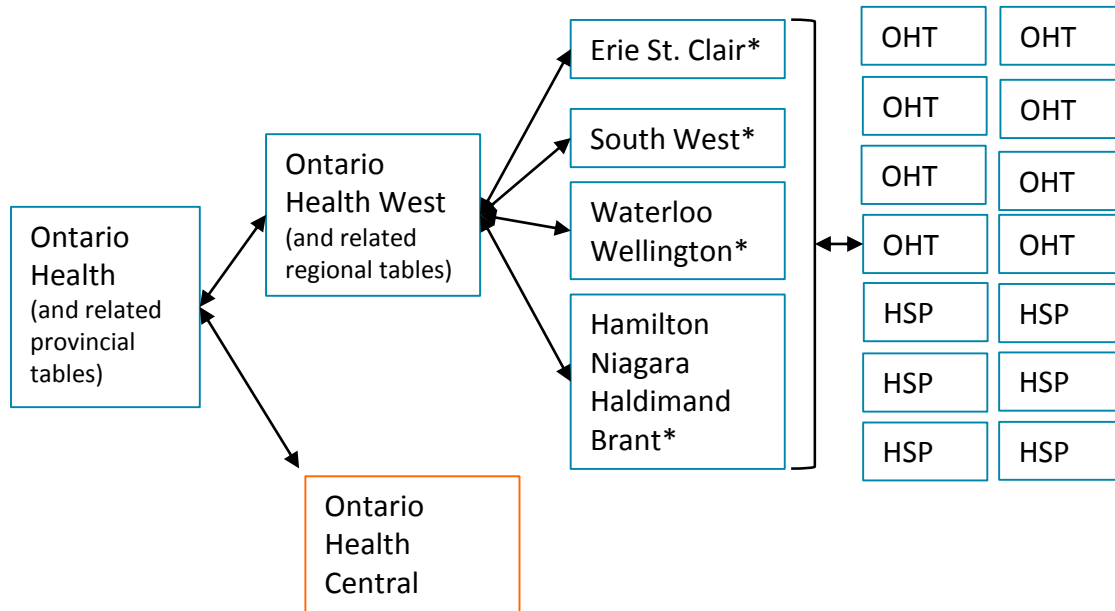 Ontario
Health
(and related
provincial
tables)
Ontario
Health West
(and related
regional tables)
Ontario
Health
Central
Erie St. Clair*
South West*
Waterloo
Wellington*
Hamilton
Niagara
Haldimand
Brant*
OHT OHT
OHT OHT
OHT OHT
OHT OHT
HSP HSP
HSP HSP
HSP HSP